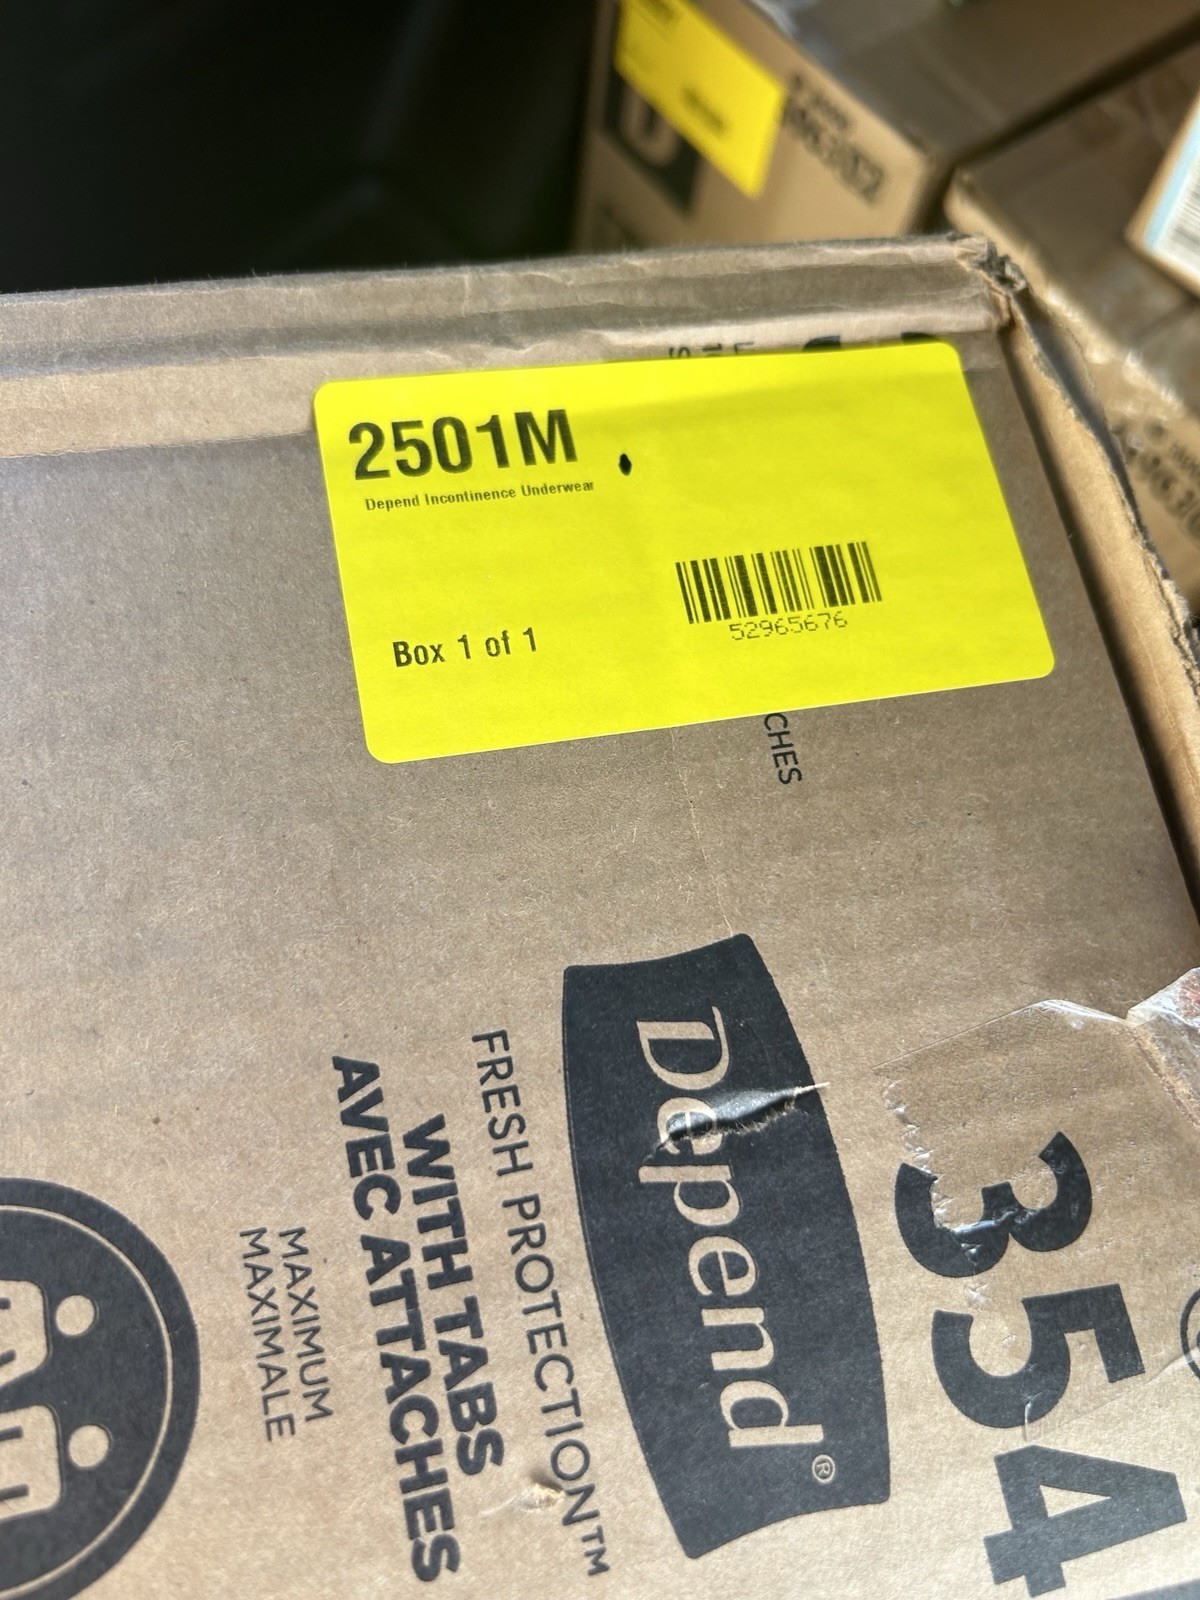 2501M
Depend Incontinence Underwear
Box 1 of 1
52965676
CHES
354
Depend®
FRESH PROTECTION™
WITH TABS
AVEC ATTACHES
MAXIMUM
MAXIMALE